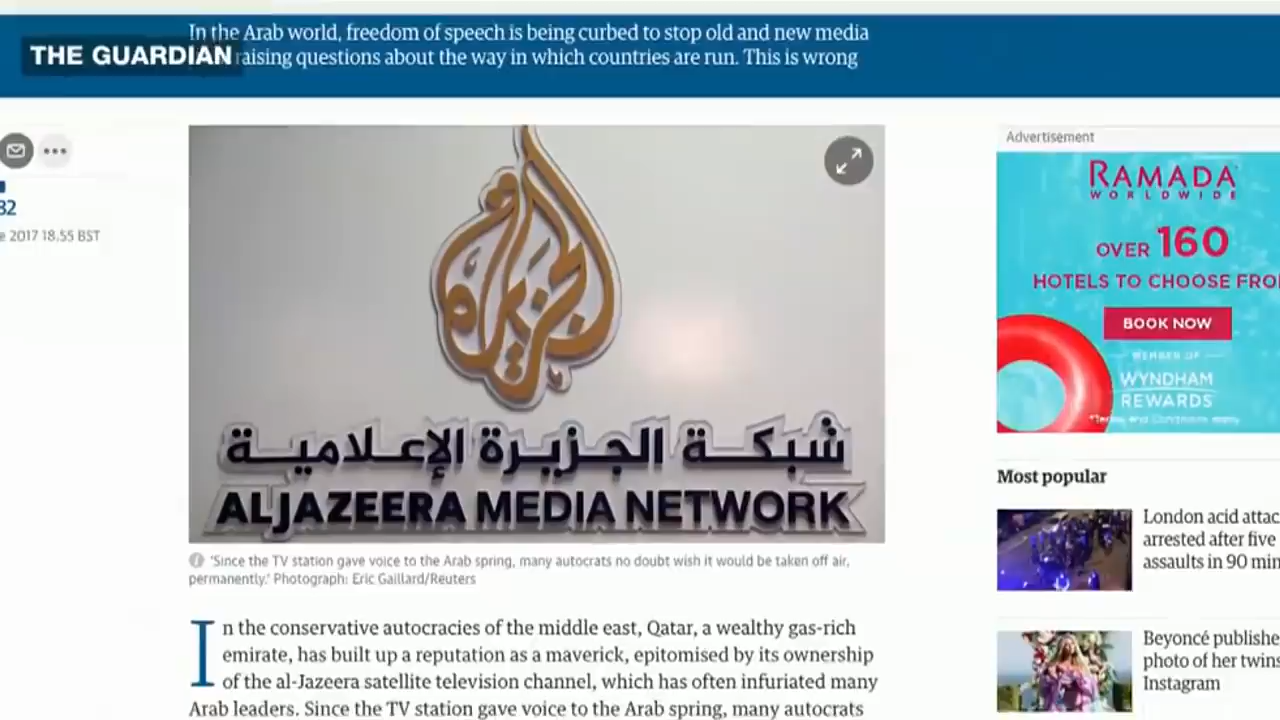 In the Arab world, freedom of speech is being curbed to stop old and new media
THE GUARDIAN
raising questions about the way in which countries are run. This is wrong
82
2017 18.55 BST
الجزيرة
شبكة الجزيرة الإعلامية
ALJAZEERA MEDIA NETWORK
'Since the TV station gave voice to the Arab spring, many autocrats no doubt wish it would be taken off air,
permanently.' Photograph: Eric Gaillard/Reuters
In the conservative autocracies of the middle east, Qatar, a wealthy gas-rich
emirate, has built up a reputation as a maverick, epitomised by its ownership
of the al-Jazeera satellite television channel, which has often infuriated many
Arab leaders. Since the TV station gave voice to the Arab spring, many autocrats
Advertisement
RAMADA
WORLDWIDE
OVER 160
HOTELS TO CHOOSE FRO
BOOK NOW
MEMBER OF
WYNDHAM
REWARDS
*Terms and Conditions apply
Most popular
London acid attac
arrested after five
assaults in 90 min
Beyoncé publishe
photo of her twins
Instagram